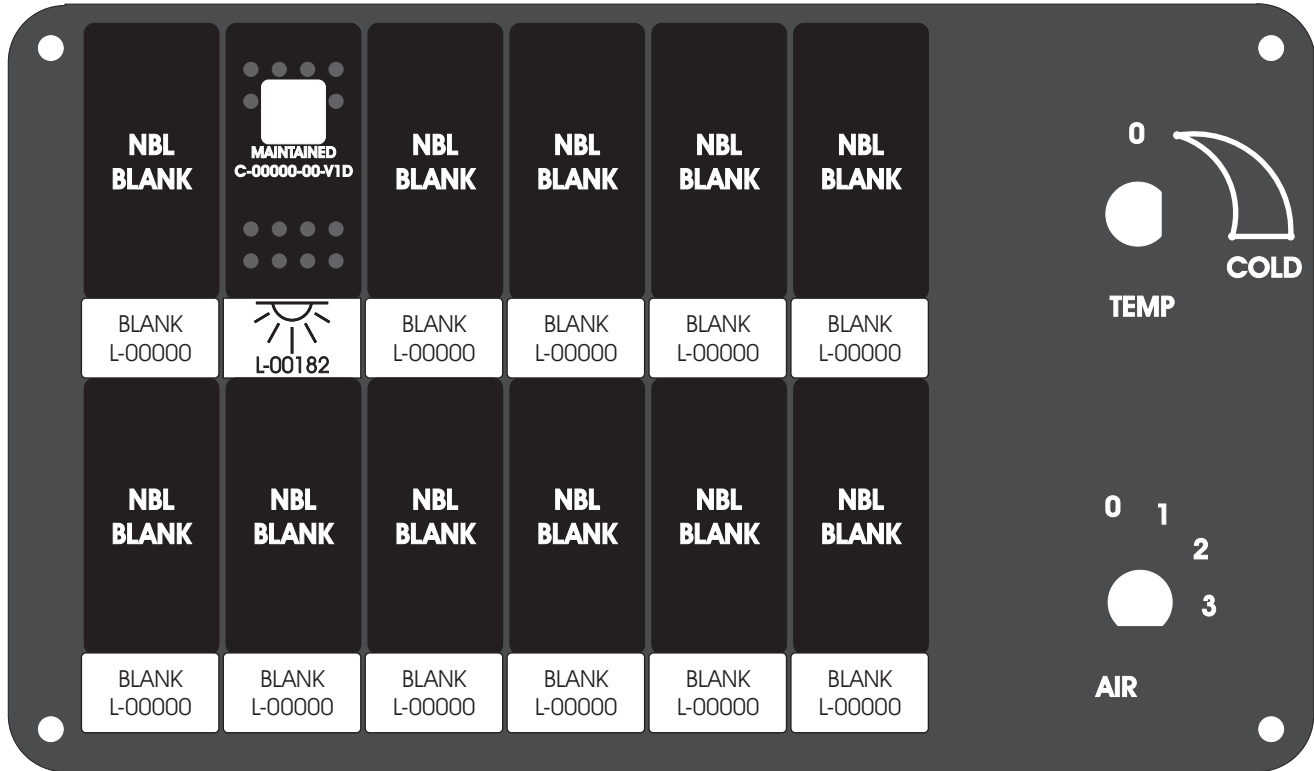 NBL
BLANK
MAINTAINED
C-00000-00-V1D
NBL
BLANK
NBL
BLANK
NBL
BLANK
NBL
BLANK
BLANK
L-00000
L-00182
BLANK
L-00000
BLANK
L-00000
BLANK
L-00000
BLANK
L-00000
0
COLD
TEMP
NBL
BLANK
NBL
BLANK
NBL
BLANK
NBL
BLANK
NBL
BLANK
NBL
BLANK
BLANK
L-00000
BLANK
L-00000
BLANK
L-00000
BLANK
L-00000
BLANK
L-00000
BLANK
L-00000
0
1
2
3
AIR